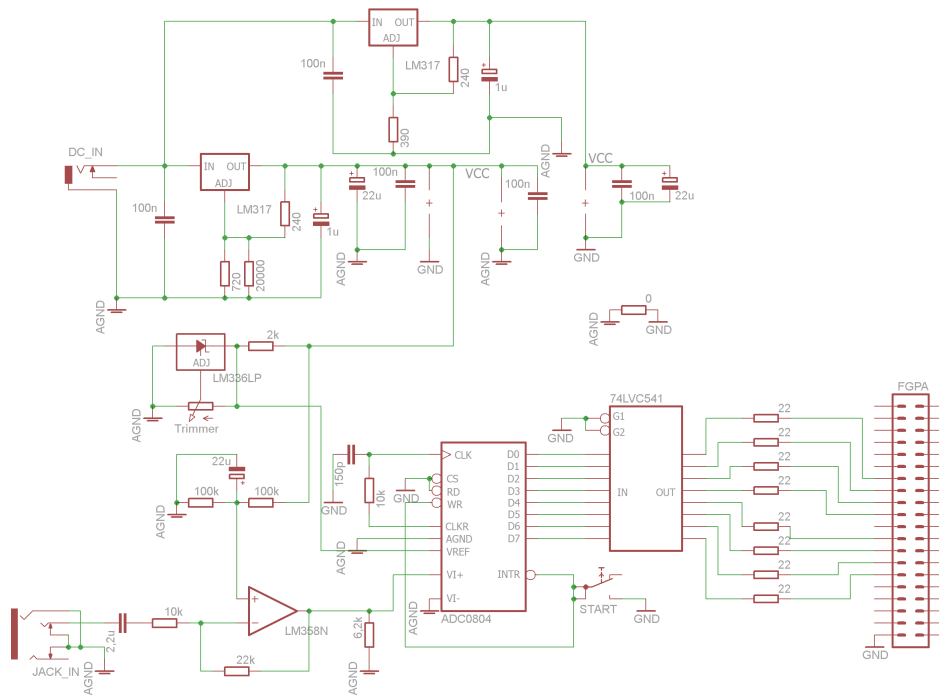 IN OUT
ADJ
LM317
100n
240
1u
390
AGND
DC_IN
IN OUT
ADJ
LM317
100n
240
1u
720
20000
AGND
22u
100n
AGND
GND
VCC
100n
AGND
VCC
100n
22u
GND
0
AGND
GND
ADJ
LM336LP
2k
AGND
Trimmer
22u
100k
100k
AGND
150p
GND
10k
GND
AGND
CLK
CS
RD
WR
CLKR
AGND
VREF
VI+
VI-
D0
D1
D2
D3
D4
D5
D6
D7
INTR
ADC0804
AGND
74LVC541
G1
G2
GND
IN OUT
22
22
22
22
22
22
22
22
FGPA
GND
START
GND
JACK_IN
AGND
2,2u
10k
22k
LM358N
6,2k
AGND